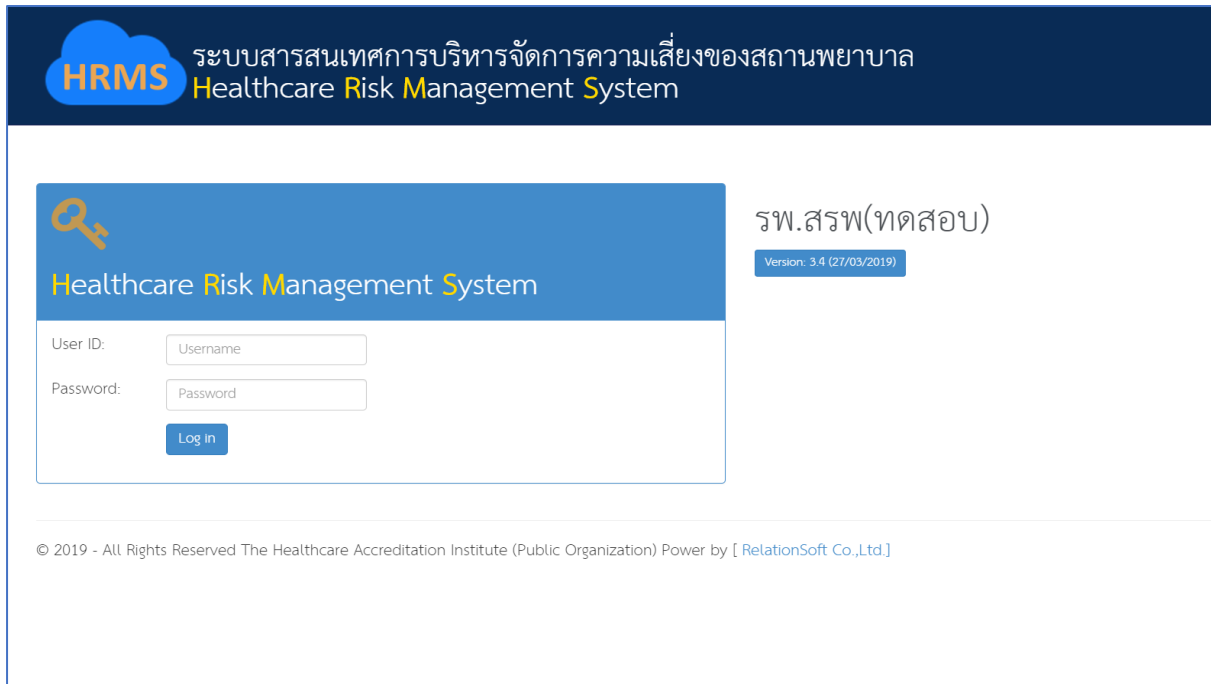 HRMS
ระบบสารสนเทศการบริหารจัดการความเสี่ยงของสถานพยาบาล
Healthcare Risk Management System
Healthcare Risk Management System
รพ.สรพ(ทดสอบ)
Version: 3.4 (27/03/2019)
User ID:
Username
Password:
Password
Log in
© 2019 - All Rights Reserved The Healthcare Accreditation Institute (Public Organization) Power by [ RelationSoft Co.,Ltd.]